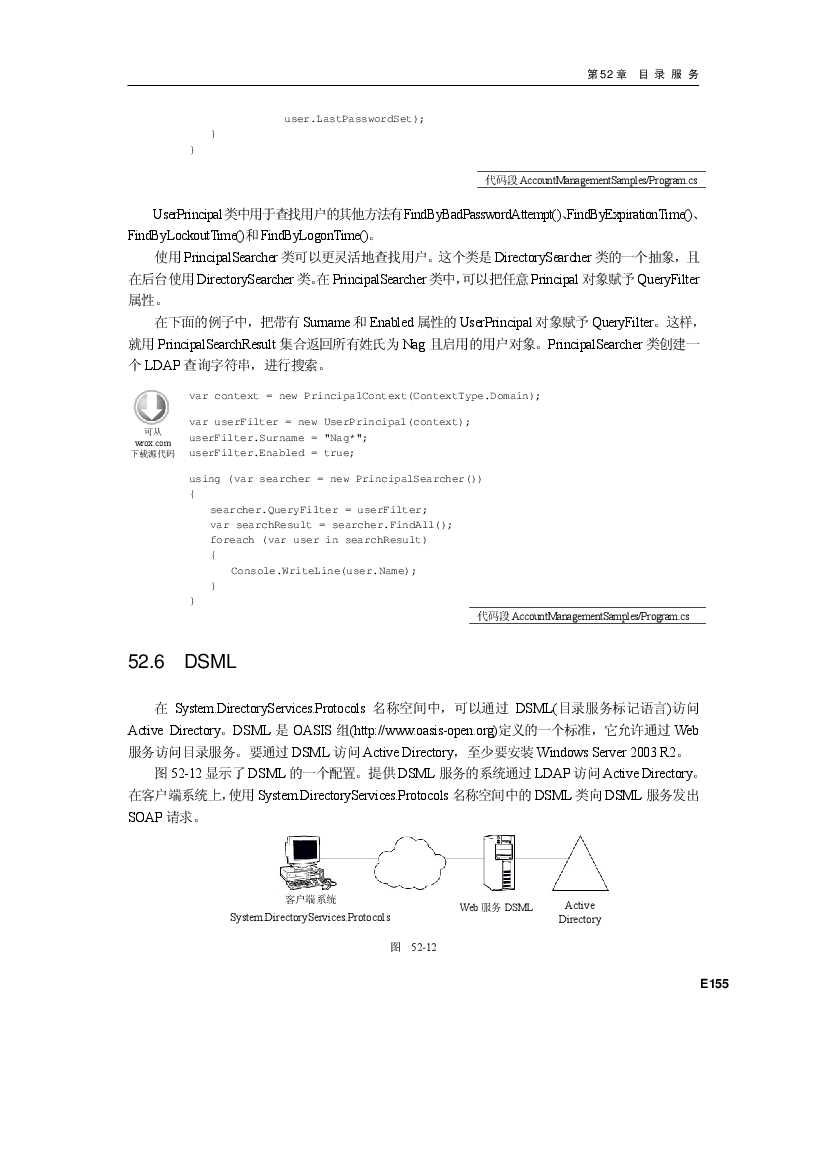 第 52 章 目 录 服 务
user.LastPasswordSet);
}
}
代码段 AccountManagementSamples/Program.cs
UserPrincipal 类中用于查找用户的其他方法有 FindByBadPasswordAttempt()、FindByExpirationTime()、
FindByLockoutTime()和 FindByLogonTime()。
使用 PrincipalSearcher 类可以更灵活地查找用户。这个类是 DirectorySearcher 类的一个抽象，且
在后台使用 DirectorySearcher 类。在 PrincipalSearcher 类中，可以把任意 Principal 对象赋予 QueryFilter
属性。
在下面的例子中，把带有 Surname 和 Enabled 属性的 UserPrincipal 对象赋予 QueryFilter。这样，
就用 PrincipalSearchResult 集合返回所有姓氏为 Nag 且启用的用户对象。PrincipalSearcher 类创建一
个 LDAP 查询字符串，进行搜索。
可从
wrox.com
下载源代码
var context = new PrincipalContext(ContextType.Domain);
var userFilter = new UserPrincipal(context);
userFilter.Surname = "Nag*";
userFilter.Enabled = true;
using (var searcher = new PrincipalSearcher())
{
searcher.QueryFilter = userFilter;
var searchResult = searcher.FindAll();
foreach (var user in searchResult)
{
Console.WriteLine(user.Name);
}
}
代码段 AccountManagementSamples/Program.cs
52.6 DSML
在 System.DirectoryServices.Protocols 名称空间中，可以通过 DSML(目录服务标记语言)访问
Active Directory。DSML 是 OASIS 组(http://www.oasis-open.org)定义的一个标准，它允许通过 Web
服务访问目录服务。要通过 DSML 访问 Active Directory，至少要安装 Windows Server 2003 R2。
图 52-12 显示了 DSML 的一个配置。提供 DSML 服务的系统通过 LDAP 访问 Active Directory。
在客户端系统上，使用 System.DirectoryServices.Protocols 名称空间中的 DSML 类向 DSML 服务发出
SOAP 请求。
客户端系统
System.DirectoryServices.Protocols
Web 服务 DSML
Active
Directory
图 52-12
E155